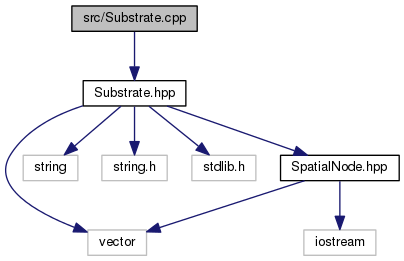 src/Substrate.cpp
Substrate.hpp
string
string.h
stdlib.h
SpatialNode.hpp
vector
iostream